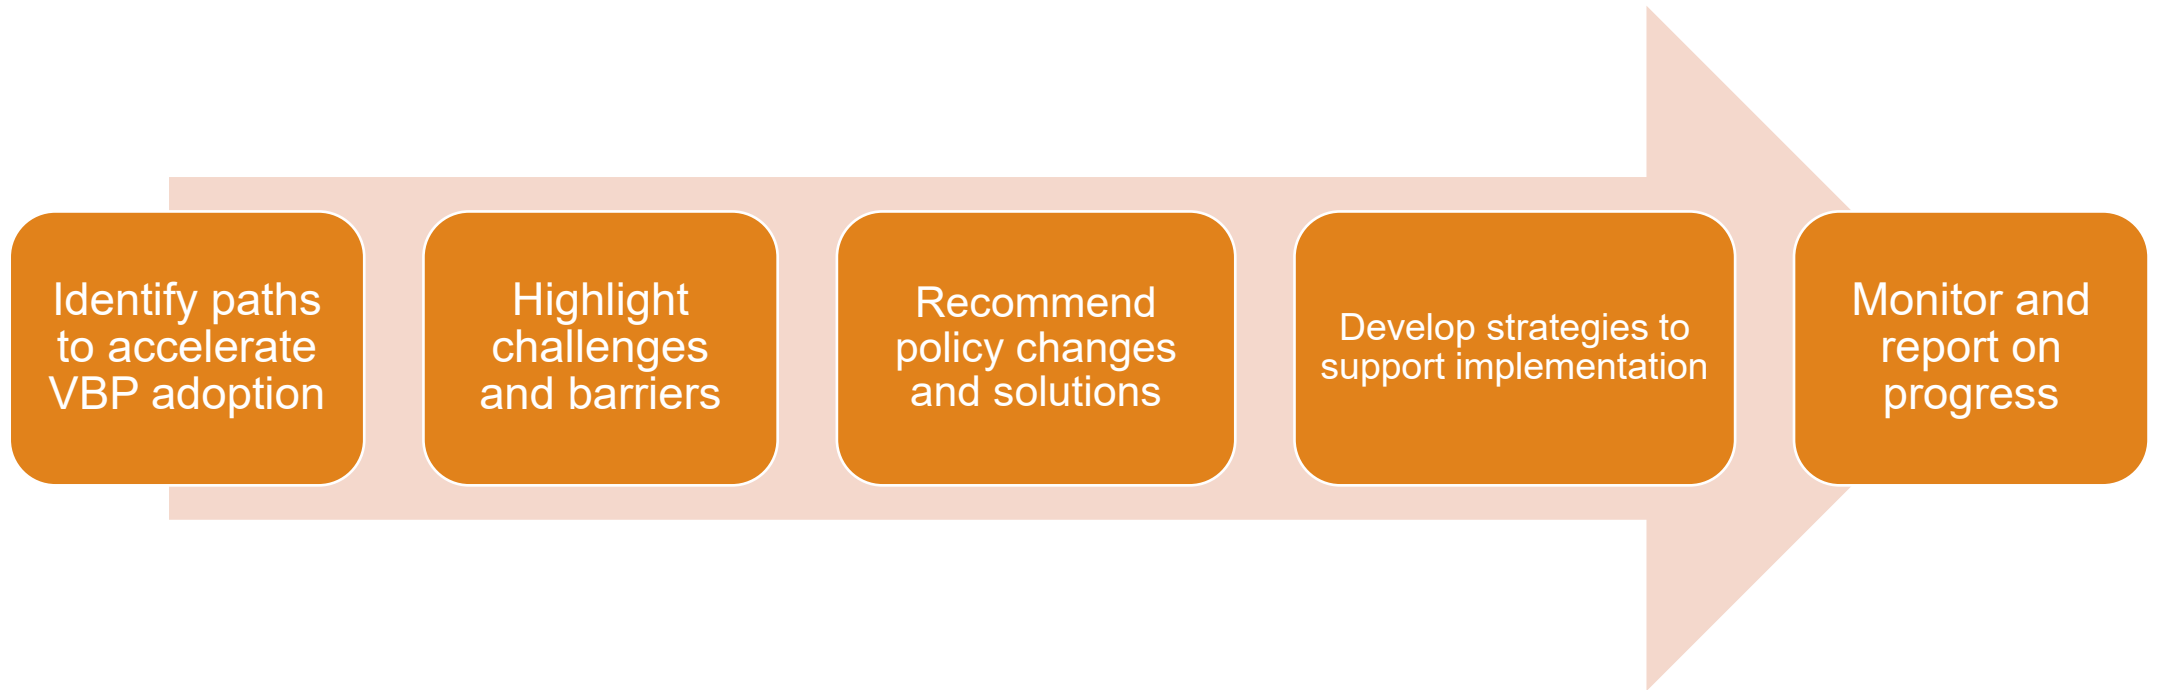 Identify paths
to accelerate
VBP adoption
Highlight
challenges
and barriers
Recommend
policy changes
and solutions
Develop strategies to
support implementation
Monitor and
report on
progress